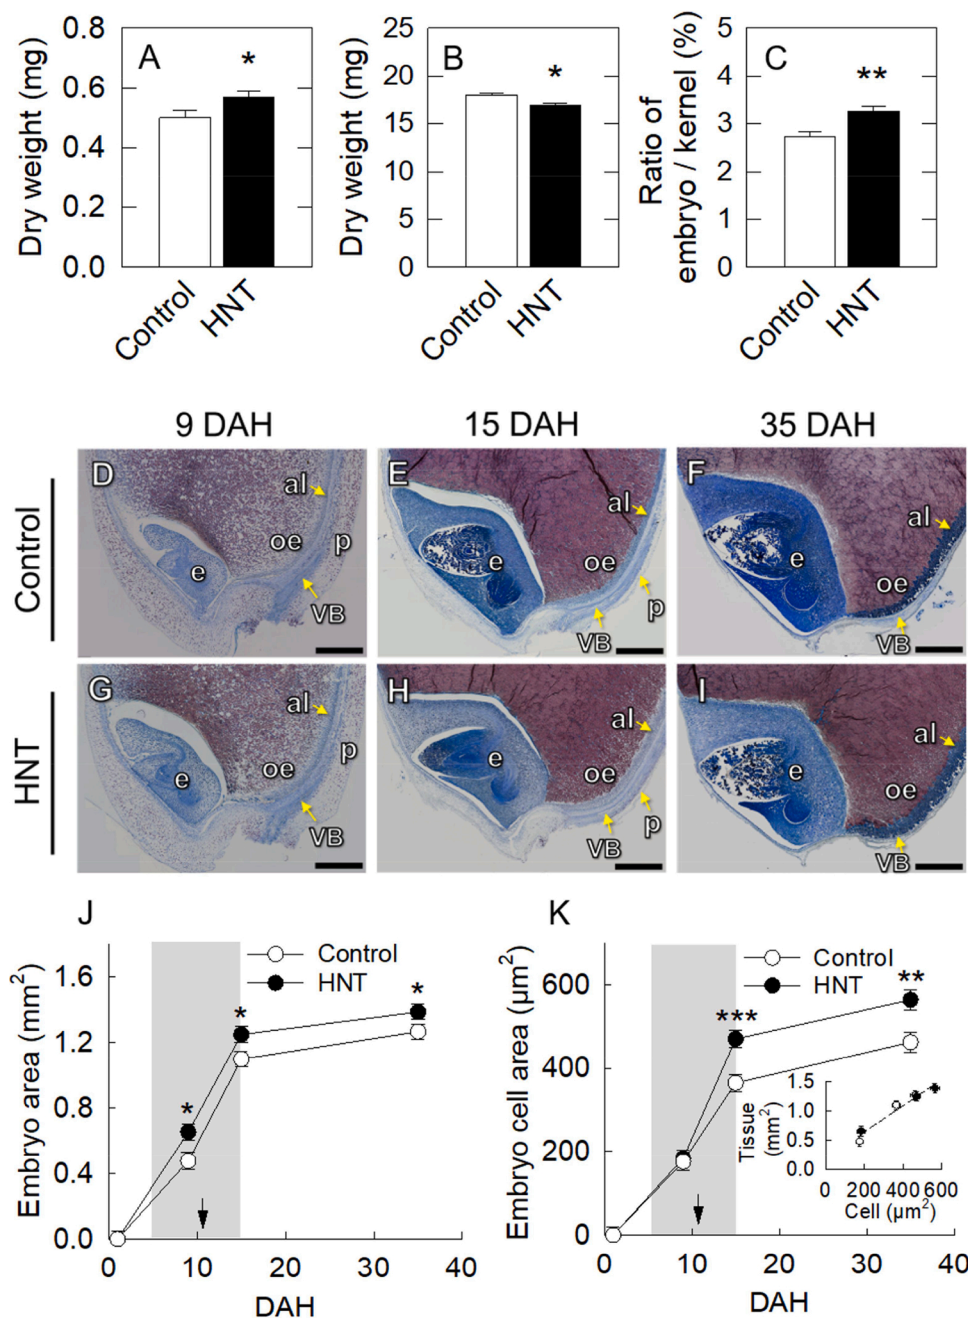 A
Dry weight (mg)
0.8
0.6
0.4
0.2
0.0
*
Control
HNT
B
Dry weight (mg)
25
20
15
10
5
0
*
Control
HNT
C
Ratio of
embryo / kernel (%)
5
4
3
2
1
0
**
Control
HNT
9 DAH
15 DAH
35 DAH
Control
D
al
oe
p
e
VB
E
al
e
oe
p
VB
F
al
e
oe
VB
HNT
G
al
p
oe
e
VB
H
al
e
oe
p
VB
I
al
e
oe
VB
J
Control
HNT
Embryo area (mm²)
1.6
1.2
0.8
0.4
0.0
*
*
*
0
10
20
30
40
DAH
K
Control
HNT
Embryo cell area (µm²)
600
400
200
0
***
**
0
10
20
30
40
DAH
Tissue
(mm²)
1.5
1.0
0.5
0.0
0
200
400
600
Cell (µm²)